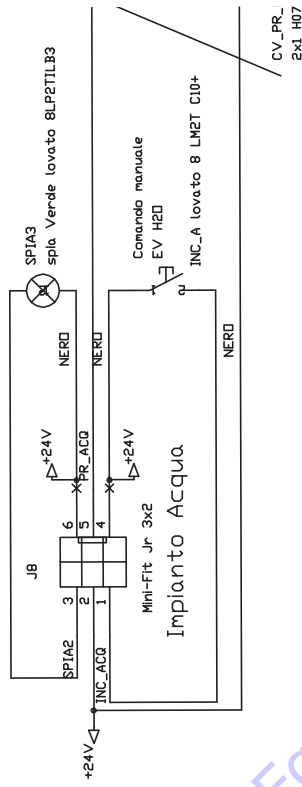 CV_PR_
2x1 H07
SPIA3
spia Verde lovato 8LP2TILB3
Comando manuale
EV H2O
INC_A lovato 8 LM2T C10+
NERO
NERO
NERO
+24V
PR_ACQ
+24V
J8
6
5
4
3
2
1
Mini-Fit Jr 3x2
Impianto Acqua
SPIA2
INC_ACQ
+24V